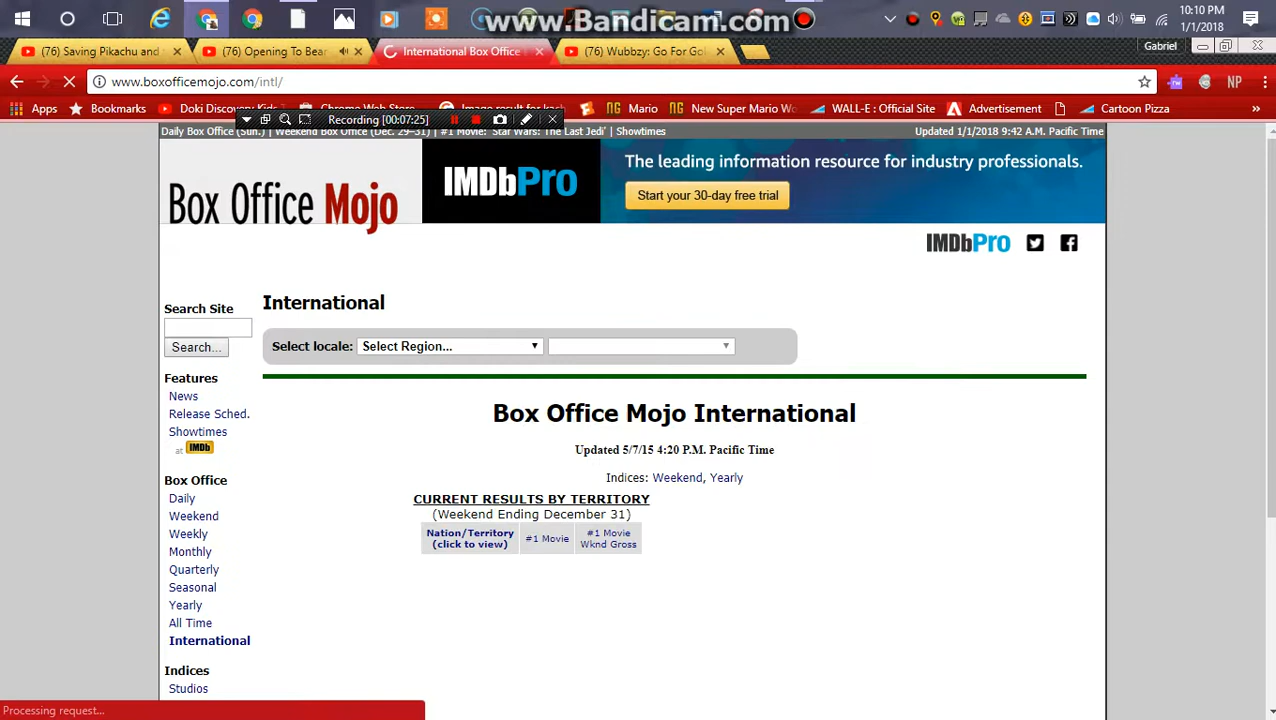 www.Bandicam.com
10:10 PM
1/1/2018
(76) Saving Pikachu and
(76) Opening To Bear
International Box Office
(76) Wubbzy: Go For Gol
Gabriel
www.boxofficemojo.com/intl/
NP
Apps
Bookmarks
Doki Discovery Kids
Chrome Web Store
Image result for kas
Mario
New Super Mario Wo
WALL-E : Official Site
Advertisement
Cartoon Pizza
»
Recording [00:07:25]
Daily Box Office (Sun.) | Weekend Box Office (Dec. 29–31) | #1 Movie: 'Star Wars: The Last Jedi' | Showtimes
Updated 1/1/2018 9:42 A.M. Pacific Time
Box Office Mojo
IMDbPro
The leading information resource for industry professionals.
Start your 30-day free trial
IMDbPro
Search Site
Search...
Features
News
Release Sched.
Showtimes
at IMDb
Box Office
Daily
Weekend
Weekly
Monthly
Quarterly
Seasonal
Yearly
All Time
International
Indices
Studios
International
Select locale: Select Region...
Box Office Mojo International
Updated 5/7/15 4:20 P.M. Pacific Time
Indices: Weekend, Yearly
CURRENT RESULTS BY TERRITORY
(Weekend Ending December 31)
Nation/Territory
(click to view)
#1 Movie
#1 Movie
Wknd Gross
Processing request...